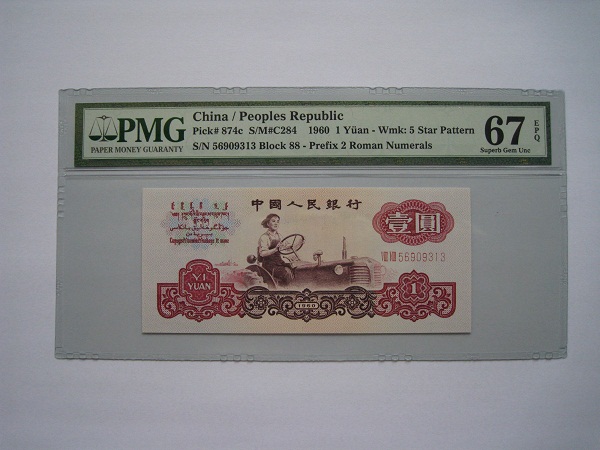 PMG
PAPER MONEY GUARANTY
China / Peoples Republic
Pick# 874c S/M#C284 1960 1 Yüan - Wmk: 5 Star Pattern
S/N 56909313 Block 88 - Prefix 2 Roman Numerals
67
EPQ
Superb Gem Unc
中國人民銀行
壹圓
56909313
YI
YUAN
1960
1